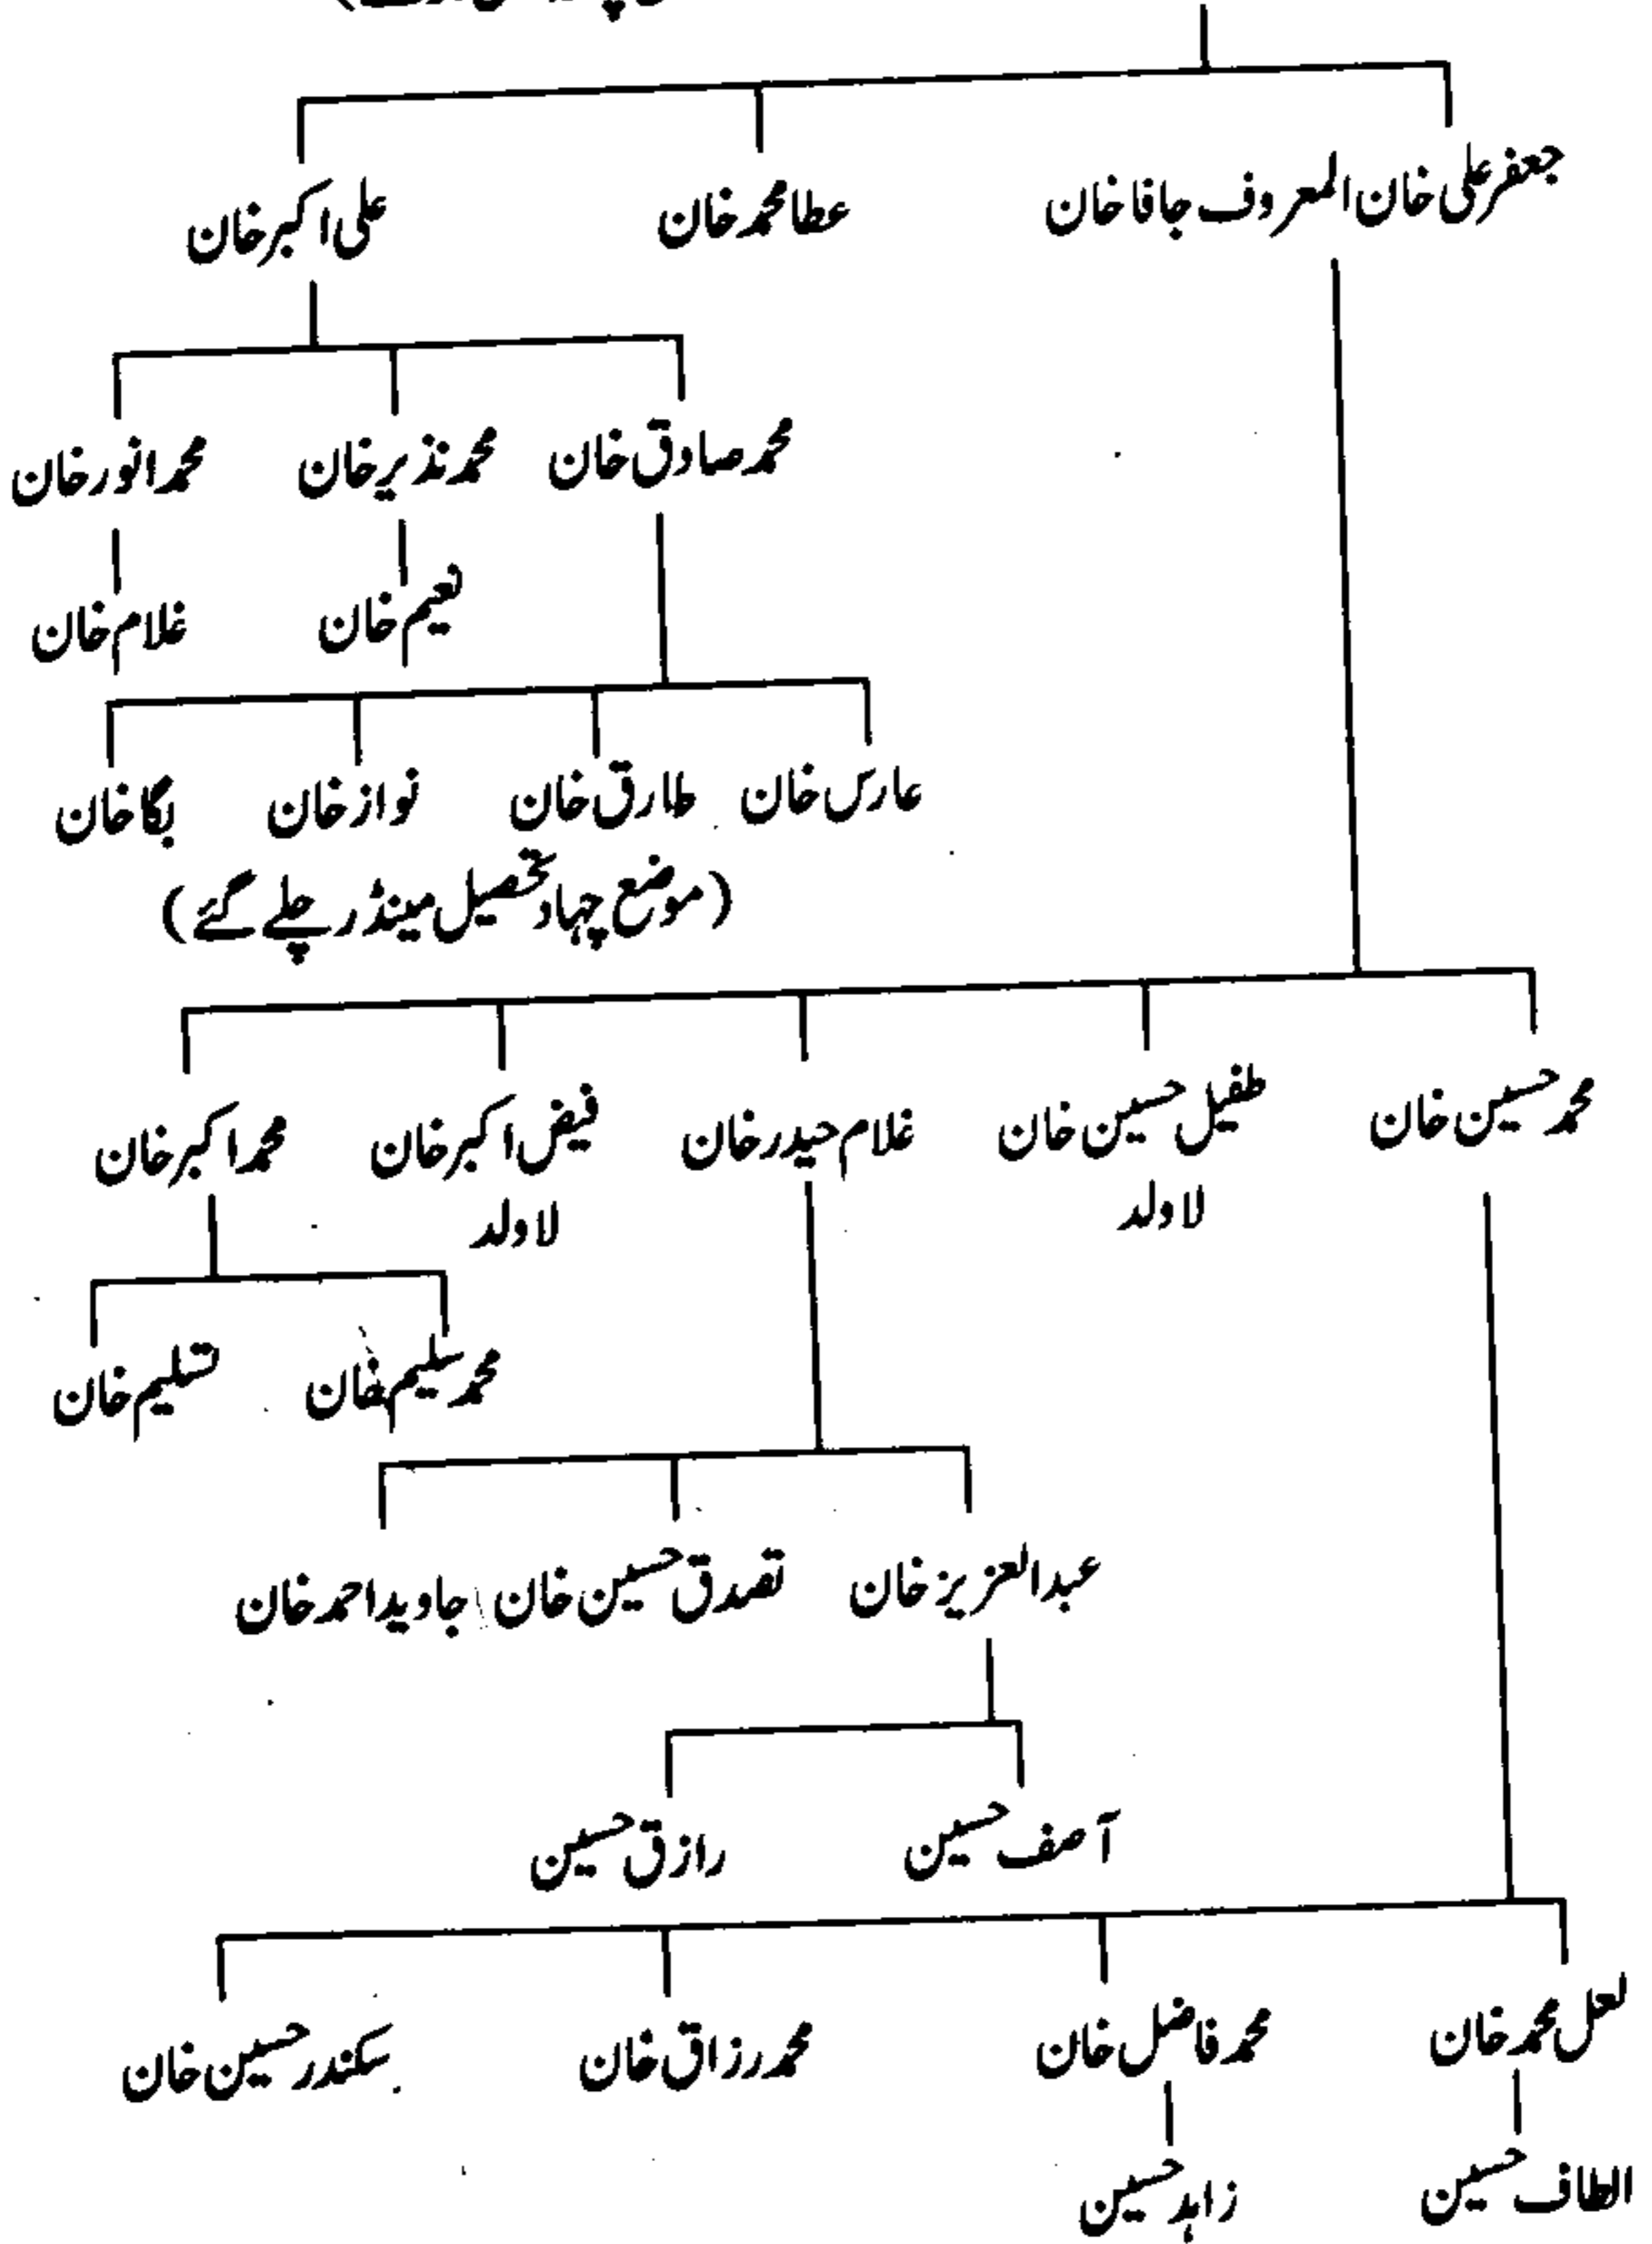 جعفر علی خان المعروف جافا خان عطا محمد خان علی اکبر خان
محمد صادق خان محمد نذیر خان محمد انور خان
نعیم خان غلام خان
عارس خان طارق خان نواز خان بگا خان
(موضع چہاد تحصیل مینڈر چلے گئے)
محمد حسین خان طفیل حسین خان غلام حیدر خان فیض اکبر خان محمد اکبر خان
لاولد لاولد
محمد سلیم خان تسلیم خان
عبدالعزیز خان تصدق حسین خان جاوید احمد خان
آصف حسین رازق حسین
لعل محمد خان محمد فاضل خان محمد رزاق خان سکندر حسین خان
الطاف حسین زاہد حسین